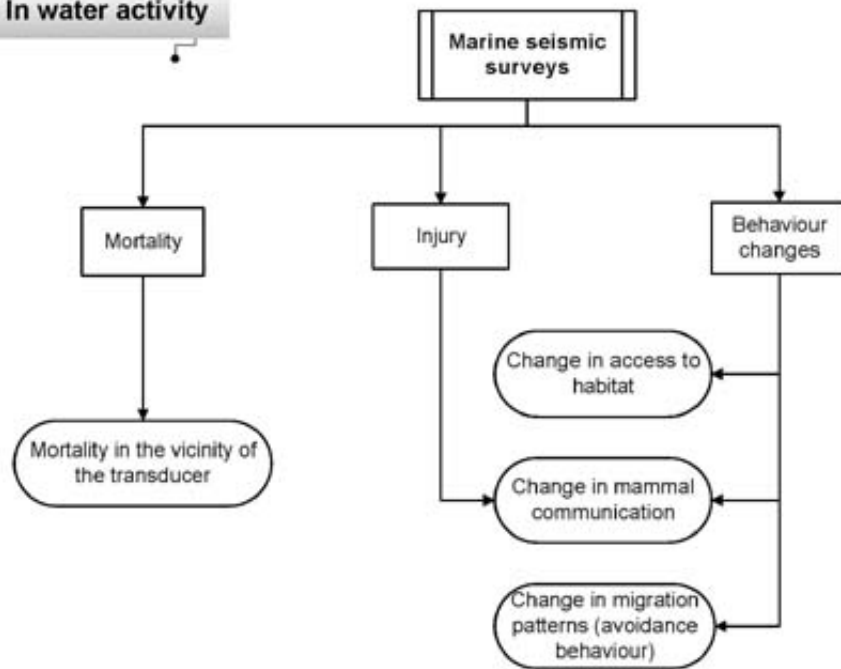 In water activity
Marine seismic
surveys
Mortality
Injury
Behaviour
changes
Change in access to
habitat
Mortality in the vicinity of
the transducer
Change in mammal
communication
Change in migration
patterns (avoidance
behaviour)